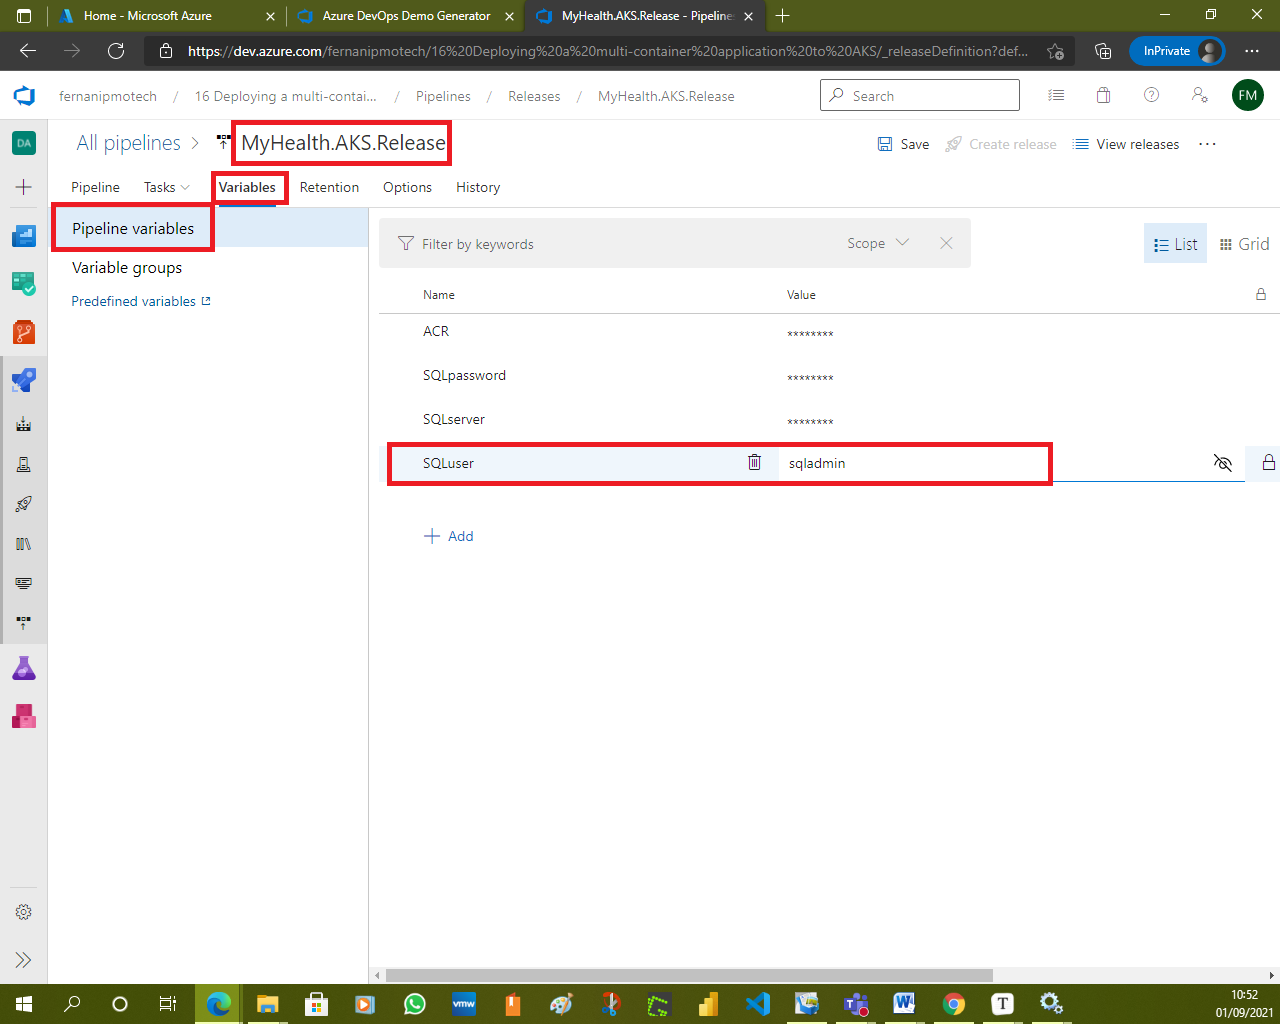 Home - Microsoft Azure
Azure DevOps Demo Generator
MyHealth.AKS.Release - Pipelines
https://dev.azure.com/fernanipmotech/16%20Deploying%20a%20multi-container%20application%20to%20AKS/_releaseDefinition?def...
InPrivate
fernanipmotech / 16 Deploying a multi-contai... / Pipelines / Releases / MyHealth.AKS.Release
Search
FM
DA
All pipelines > MyHealth.AKS.Release
Save
Create release
View releases
Pipeline
Tasks
Variables
Retention
Options
History
Pipeline variables
Variable groups
Predefined variables
Filter by keywords
Scope
List
Grid
Name Value
ACR ********
SQLpassword ********
SQLserver ********
SQLuser sqladmin
+ Add
vmw
T
10:52
01/09/2021